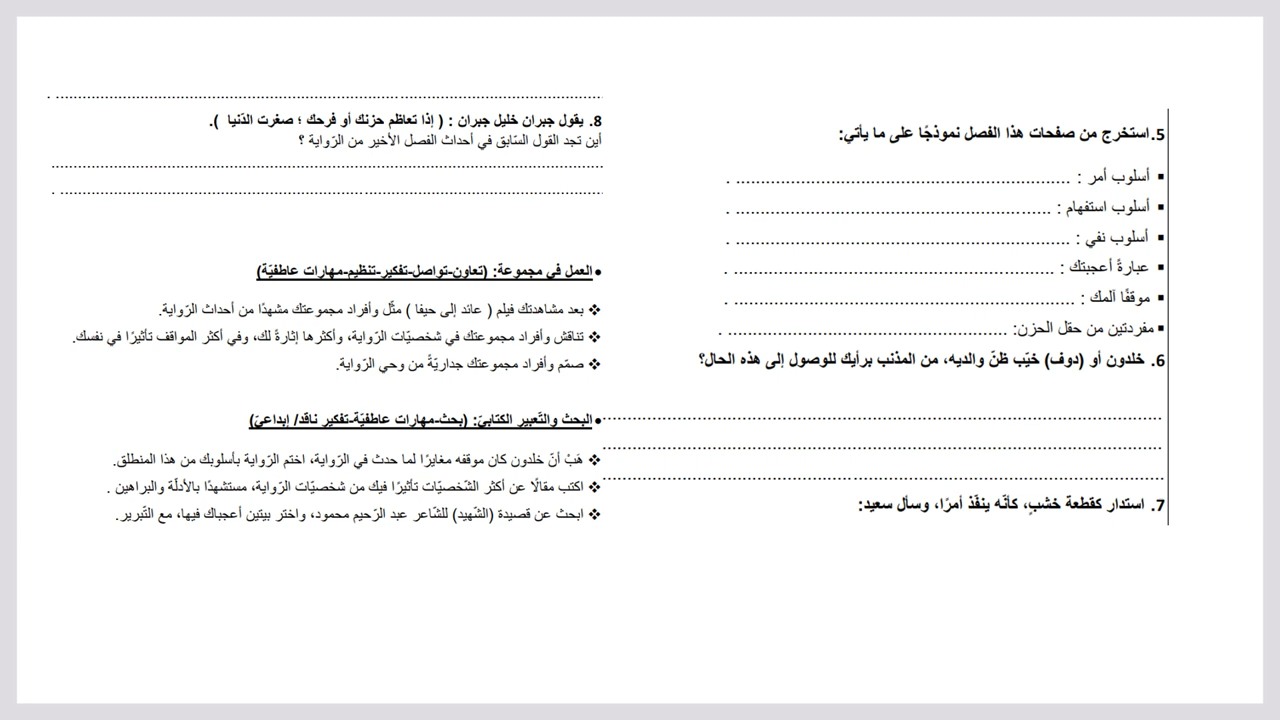 5. استخرج من صفحات هذا الفصل نموذجًا على ما يأتي:
▪ أسلوب أمر : ................................................................... .
▪ أسلوب استفهام : ............................................................... .
▪ أسلوب نفي : ................................................................... .
▪ عبارةً أعجبتك : ................................................................ .
▪ موقفًا آلمك : .................................................................... .
▪ مفردتين من حقل الحزن: ........................................................ .
6. خلدون أو (دوف) خيّب ظنّ والديه، من المذنب برأيك للوصول إلى هذه الحال؟
................................................................................................................
................................................................................................................
................................................................................................................
7. استدار كقطعة خشبٍ، كأنّه ينفّذ أمرًا، وسأل سعيد:
.............................................................................................................. .
8. يقول جبران خليل جبران : ( إذا تعاظم حزنك أو فرحك ؛ صغرت الدّنيا ).
أين تجد القول السّابق في أحداث الفصل الأخير من الرّواية ؟
..............................................................................................................
.............................................................................................................. .
• العمل في مجموعة: (تعاون-تواصل-تفكير-تنظيم-مهارات عاطفيّة)
❖ بعد مشاهدتك فيلم ( عائد إلى حيفا ) مثّل وأفراد مجموعتك مشهدًا من أحداث الرّواية.
❖ تناقش وأفراد مجموعتك في شخصيّات الرّواية، وأكثرها إثارةً لك، وفي أكثر المواقف تأثيرًا في نفسك.
❖ صمّم وأفراد مجموعتك جداريّةً من وحي الرّواية.
• البحث والتّعبير الكتابيّ: (بحث-مهارات عاطفيّة-تفكير ناقد/ إبداعيّ)
❖ هَبْ أنّ خلدون كان موقفه مغايرًا لما حدث في الرّواية، اختم الرّواية بأسلوبك من هذا المنطلق.
❖ اكتب مقالًا عن أكثر الشّخصيّات تأثيرًا فيك من شخصيّات الرّواية، مستشهدًا بالأدلّة والبراهين .
❖ ابحث عن قصيدة (الشّهيد) للشّاعر عبد الرّحيم محمود، واختر بيتين أعجباك فيها، مع التّبرير.